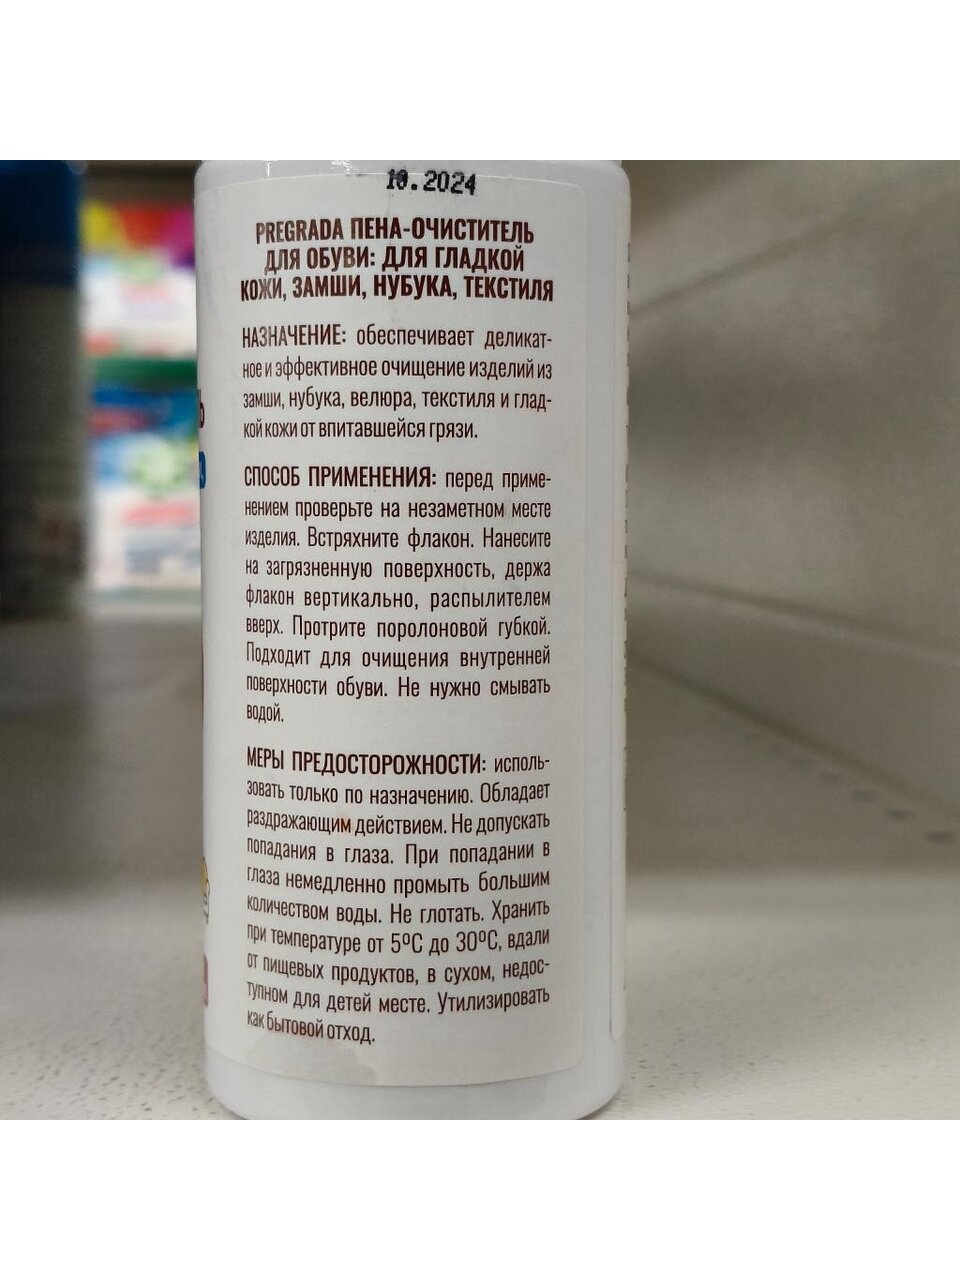 10.2024
PREGRADA ПЕНА-ОЧИСТИТЕЛЬ
ДЛЯ ОБУВИ: ДЛЯ ГЛАДКОЙ
КОЖИ, ЗАМШИ, НУБУКА, ТЕКСТИЛЯ
НАЗНАЧЕНИЕ: обеспечивает деликат-
ное и эффективное очищение изделий из
замши, нубука, велюра, текстиля и глад-
кой кожи от впитавшейся грязи.
СПОСОБ ПРИМЕНЕНИЯ: перед приме-
нением проверьте на незаметном месте
изделия. Встряхните флакон. Нанесите
на загрязненную поверхность, держа
флакон вертикально, распылителем
вверх. Протрите поролоновой губкой.
Подходит для очищения внутренней
поверхности обуви. Не нужно смывать
водой.
МЕРЫ ПРЕДОСТОРОЖНОСТИ: исполь-
зовать только по назначению. Обладает
раздражающим действием. Не допускать
попадания в глаза. При попадании в
глаза немедленно промыть большим
количеством воды. Не глотать. Хранить
при температуре от 5ºС до 30ºС, вдали
от пищевых продуктов, в сухом, недос-
тупном для детей месте. Утилизировать
как бытовой отход.